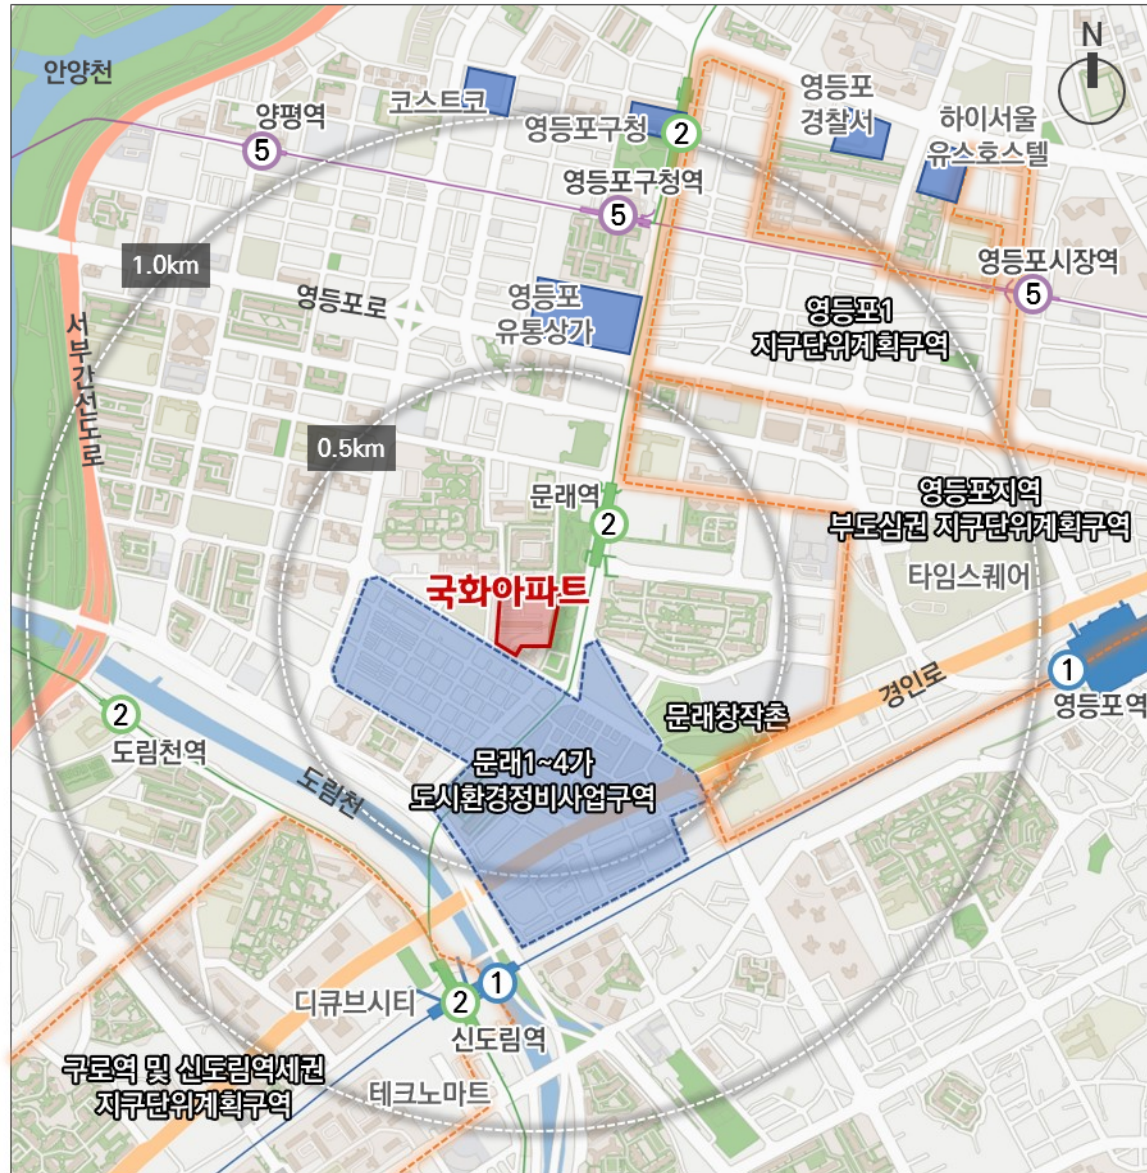 N
안양천
코스트코
양평역
5
영등포구청
2
영등포
경찰서
하이서울
유스호스텔
영등포구청역
5
1.0km
영등포로
영등포
유통상가
영등포시장역
5
영등포1
지구단위계획구역
서부간선도로
0.5km
문래역
2
영등포지역
부도심권 지구단위계획구역
타임스퀘어
국화아파트
경인로
1
영등포역
2
도림천역
문래창작촌
도림천
문래1~4가
도시환경정비사업구역
디큐브시티
2
1
신도림역
구로역 및 신도림역세권
지구단위계획구역
테크노마트